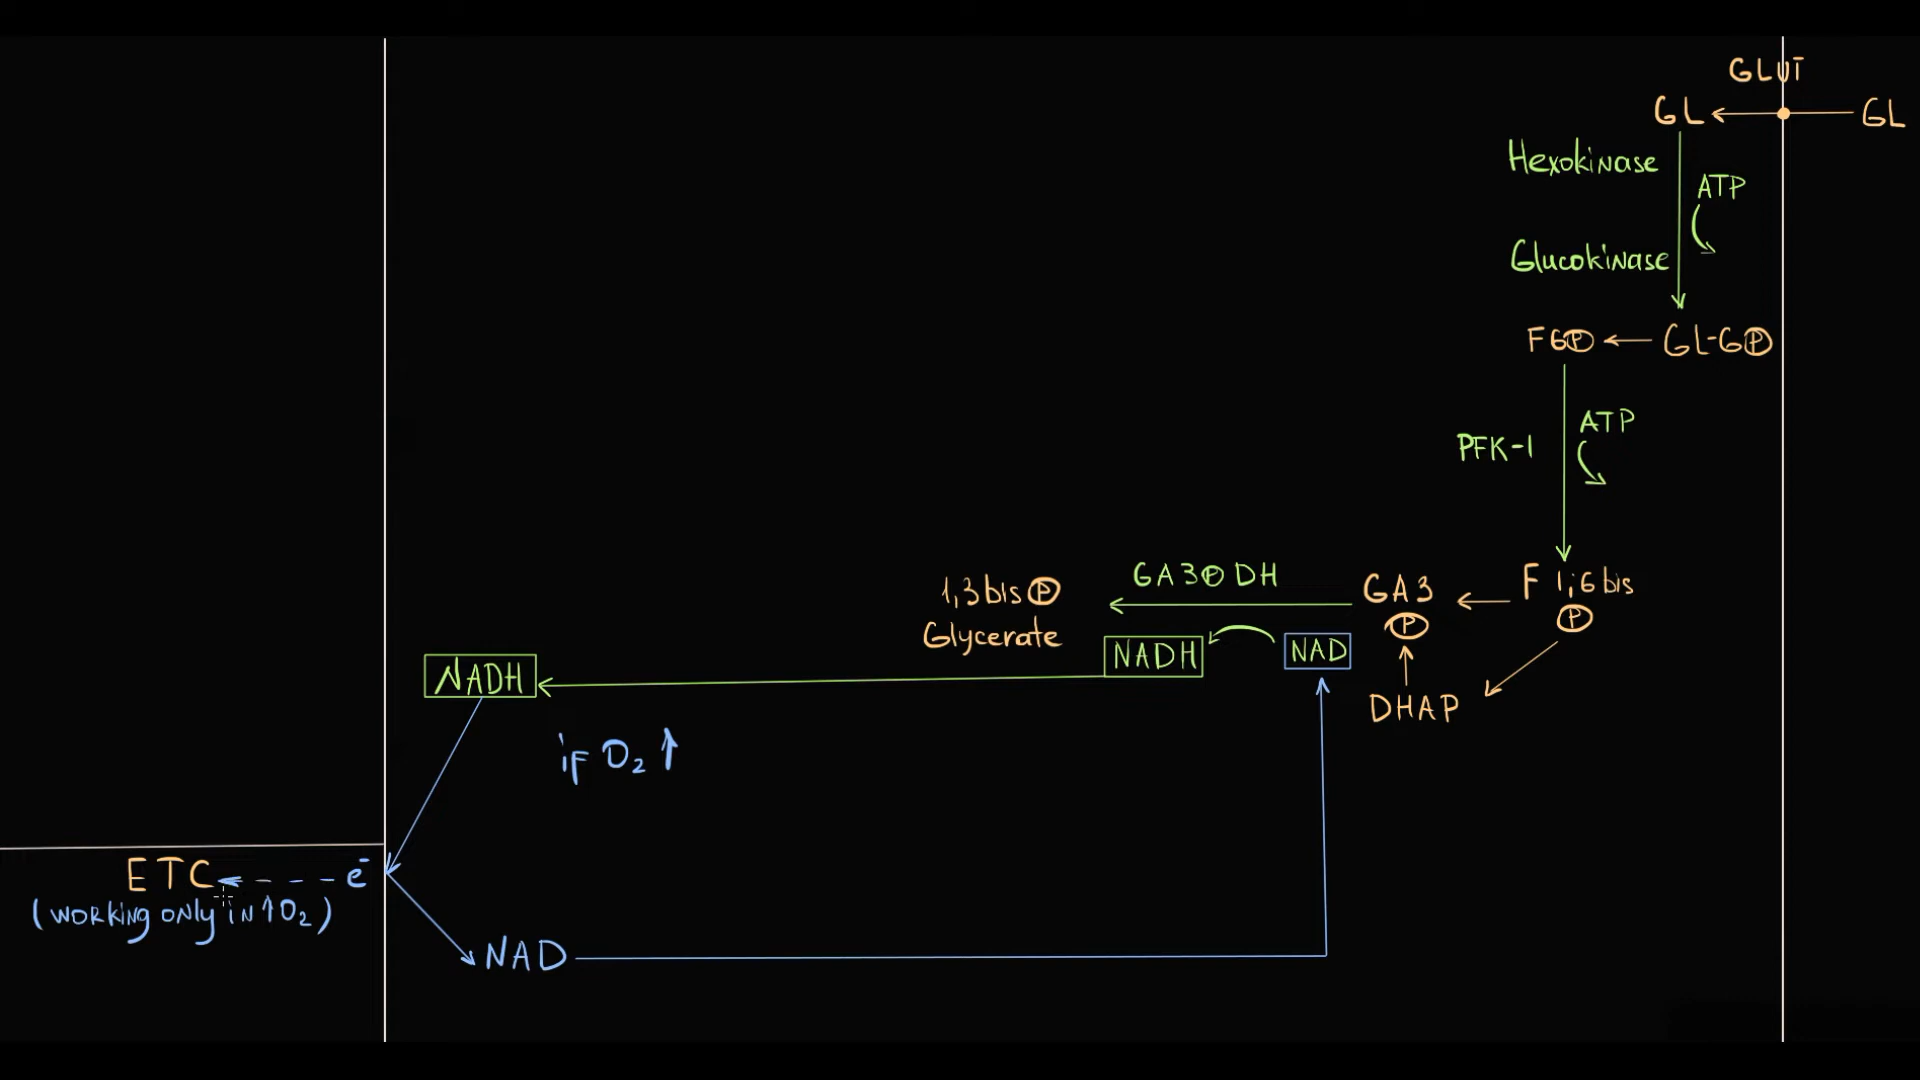 GLUT
GL
GL
Hexokinase
ATP
Glucokinase
F6P
GL-6P
ATP
PFK-1
GA3P DH
GA3
P
F 1,6 bis
P
1,3 bis P
Glycerate
NADH
NAD
NADH
DHAP
if O₂ ↑
ETC
e⁻
(working only in ↑O₂)
NAD